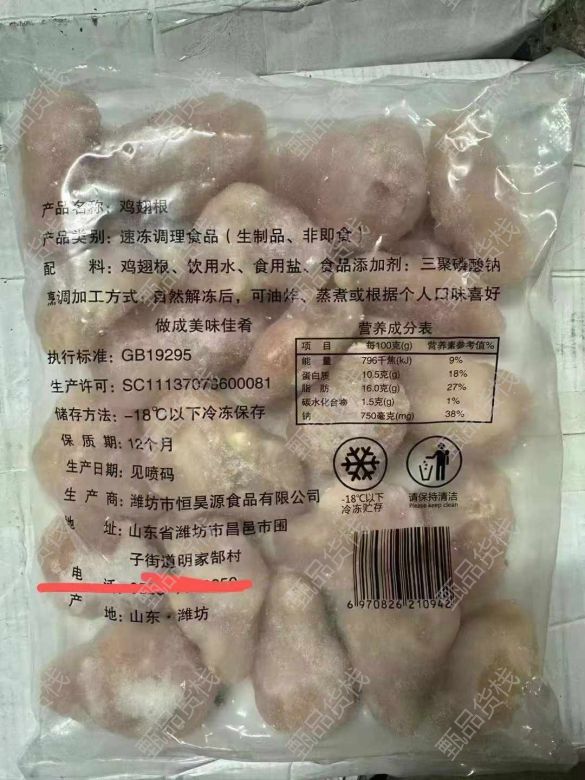 产品名称：鸡翅根
产品类别：速冻调理食品（生制品、非即食）
配 料：鸡翅根、饮用水、食用盐、食品添加剂：三聚磷酸钠
烹调加工方式：自然解冻后，可油炸、蒸煮或根据个人口味喜好
做成美味佳肴
执行标准：GB19295
生产许可：SC11137073600081
储存方法：-18℃以下冷冻保存
保 质 期：12个月
生产日期：见喷码
生 产 商：潍坊市恒昊源食品有限公司
地 址：山东省潍坊市昌邑市围
子街道明家郜村
电 话
产 地：山东·潍坊
营养成分表
项 目 每100克(g) 营养素参考值%
能 量 796千焦(kJ) 9%
蛋白质 10.5克(g) 18%
脂 肪 16.0克(g) 27%
碳水化合物 1.5克(g) 1%
钠 750毫克(mg) 38%
-18℃以下
冷冻贮存
请保持清洁
Please keep clean
6 970826 210942
甄品货栈